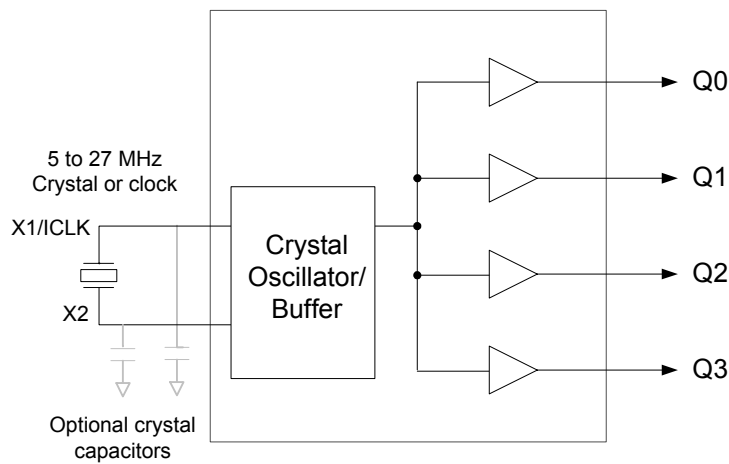 5 to 27 MHz
Crystal or clock
X1/ICLK
X2
Optional crystal
capacitors
Crystal
Oscillator/
Buffer
Q0
Q1
Q2
Q3